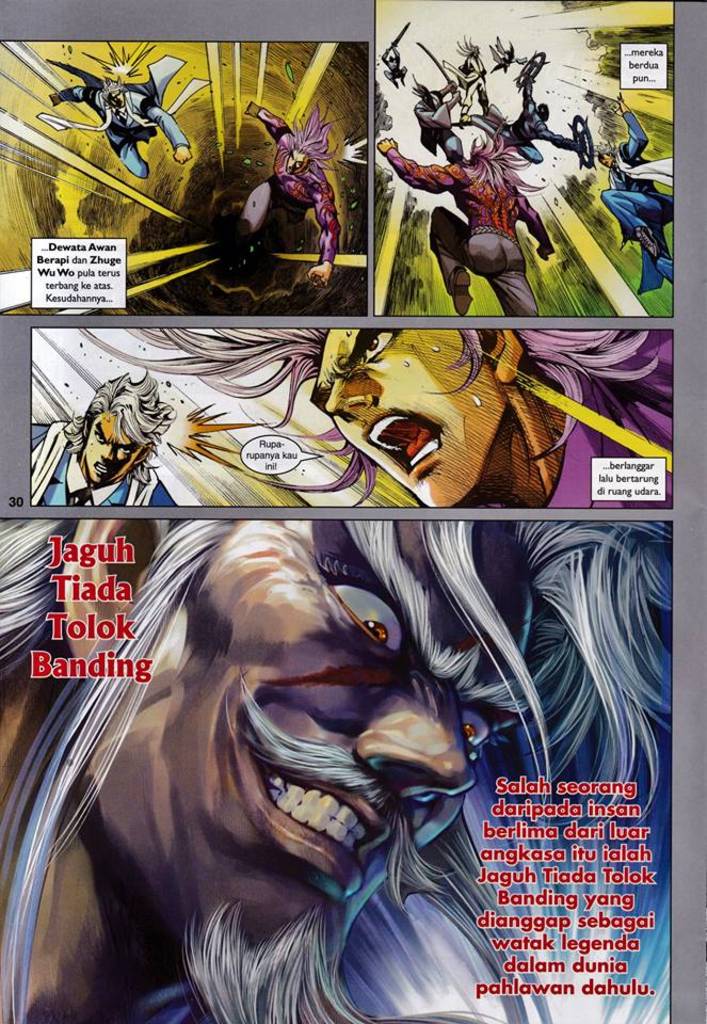 ...Dewata Awan
Berapi dan Zhuge
Wu Wo pula terus
terbang ke atas.
Kesudahannya...
...mereka
berdua
pun...
Rupa-
rupanya kau
ini!
...berlanggar
lalu bertarung
di ruang udara.
30
Jaguh
Tiada
Tolok
Banding
Salah seorang
daripada insan
berlima dari luar
angkasa itu ialah
Jaguh Tiada Tolok
Banding yang
dianggap sebagai
watak legenda
dalam dunia
pahlawan dahulu.